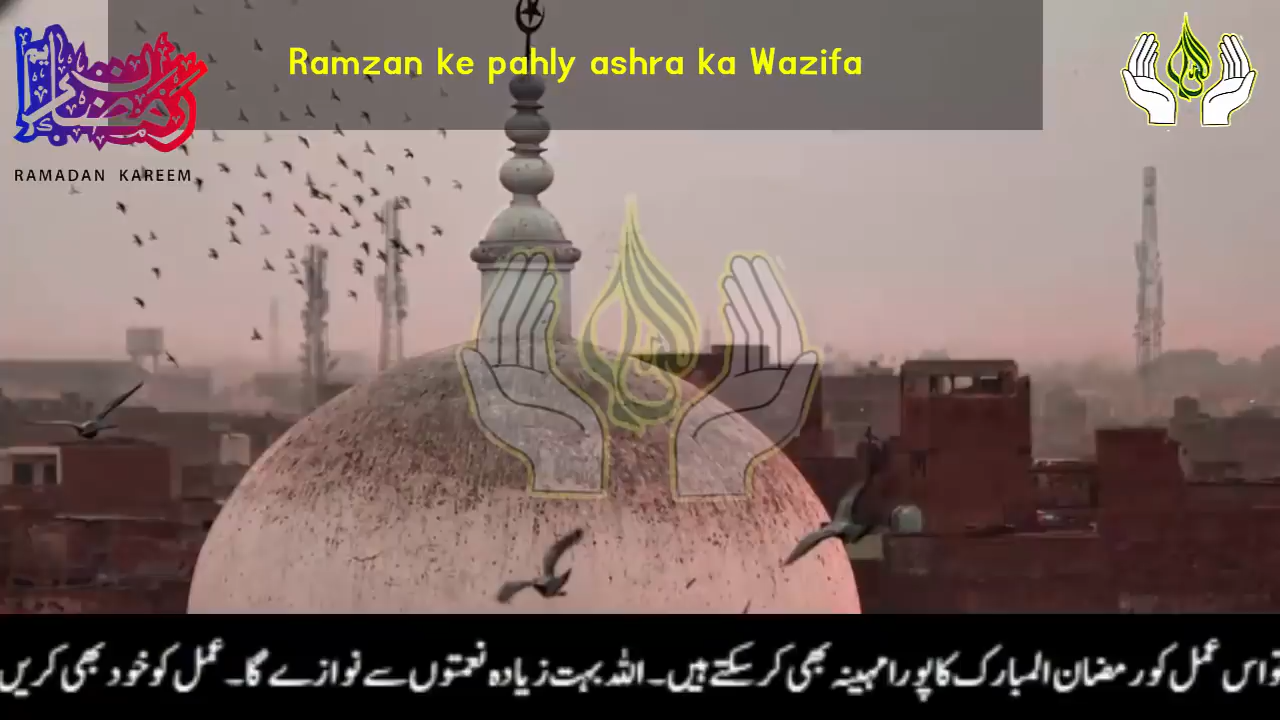 Ramzan ke pahly ashra ka Wazifa
RAMADAN KAREEM
تو اس عمل کو رمضان المبارک کا پورا مہینہ بھی کر سکتے ہیں۔ اللہ بہت زیادہ نعمتوں سے نوازے گا۔ عمل کو خود بھی کریں